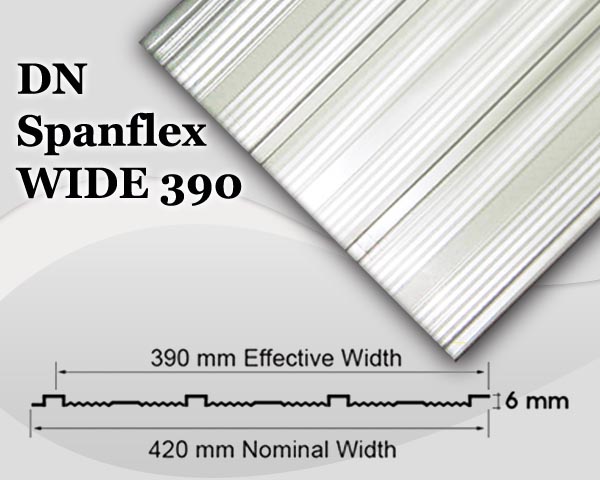 DN
Spanflex
WIDE 390
390 mm Effective Width
6 mm
420 mm Nominal Width